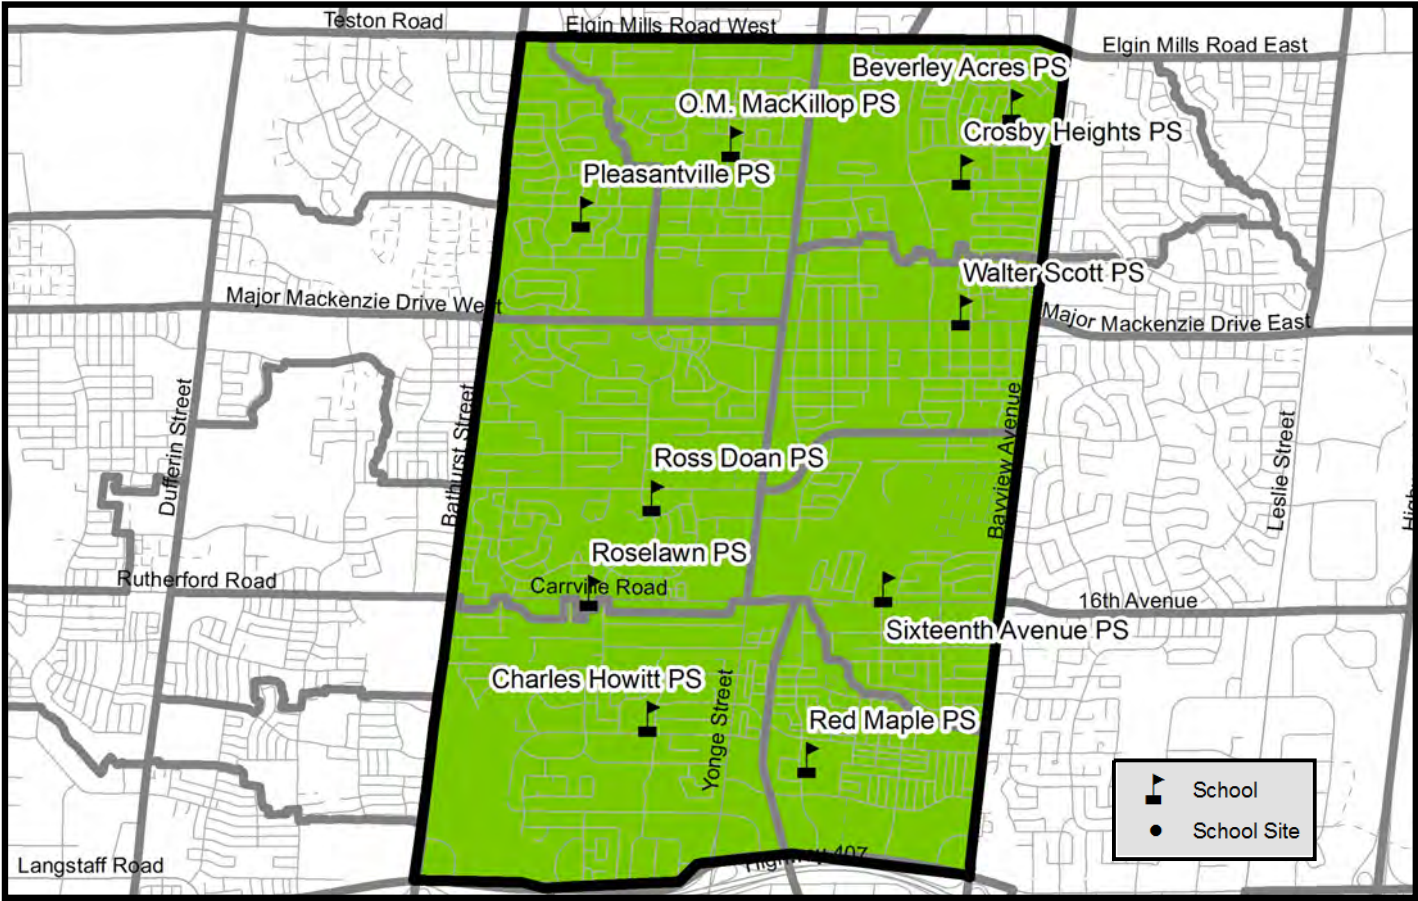 Teston Road
Elgin Mills Road West
Elgin Mills Road East
Beverley Acres PS
O.M. MacKillop PS
Crosby Heights PS
Pleasantville PS
Walter Scott PS
Major Mackenzie Drive West
Major Mackenzie Drive East
Dufferin Street
Bathurst Street
Bayview Avenue
Leslie Street
Ross Doan PS
Roselawn PS
Carrville Road
Rutherford Road
16th Avenue
Sixteenth Avenue PS
Charles Howitt PS
Yonge Street
Red Maple PS
School
School Site
Langstaff Road
Highway 407